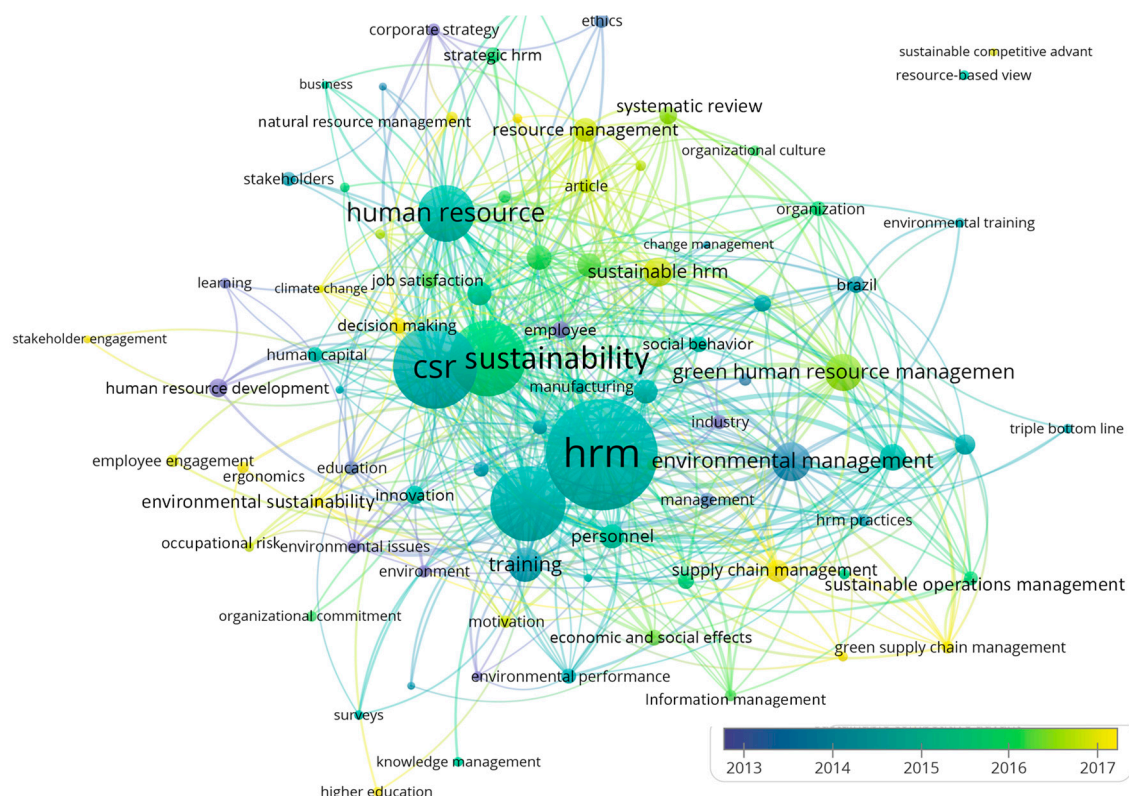 corporate strategy
ethics
strategic hrm
sustainable competitive advant
resource-based view
business
systematic review
natural resource management
resource management
organizational culture
stakeholders
article
human resource
organization
environmental training
change management
sustainable hrm
job satisfaction
learning
climate change
brazil
decision making
employee
stakeholder engagement
social behavior
human capital
csr
sustainability
green human resource managemen
human resource development
manufacturing
industry
triple bottom line
hrm
employee engagement
environmental management
ergonomics
education
environmental sustainability
innovation
management
hrm practices
occupational risk
environmental issues
personnel
environment
training
supply chain management
sustainable operations management
organizational commitment
motivation
economic and social effects
green supply chain management
environmental performance
Information management
surveys
knowledge management
higher education
2013
2014
2015
2016
2017